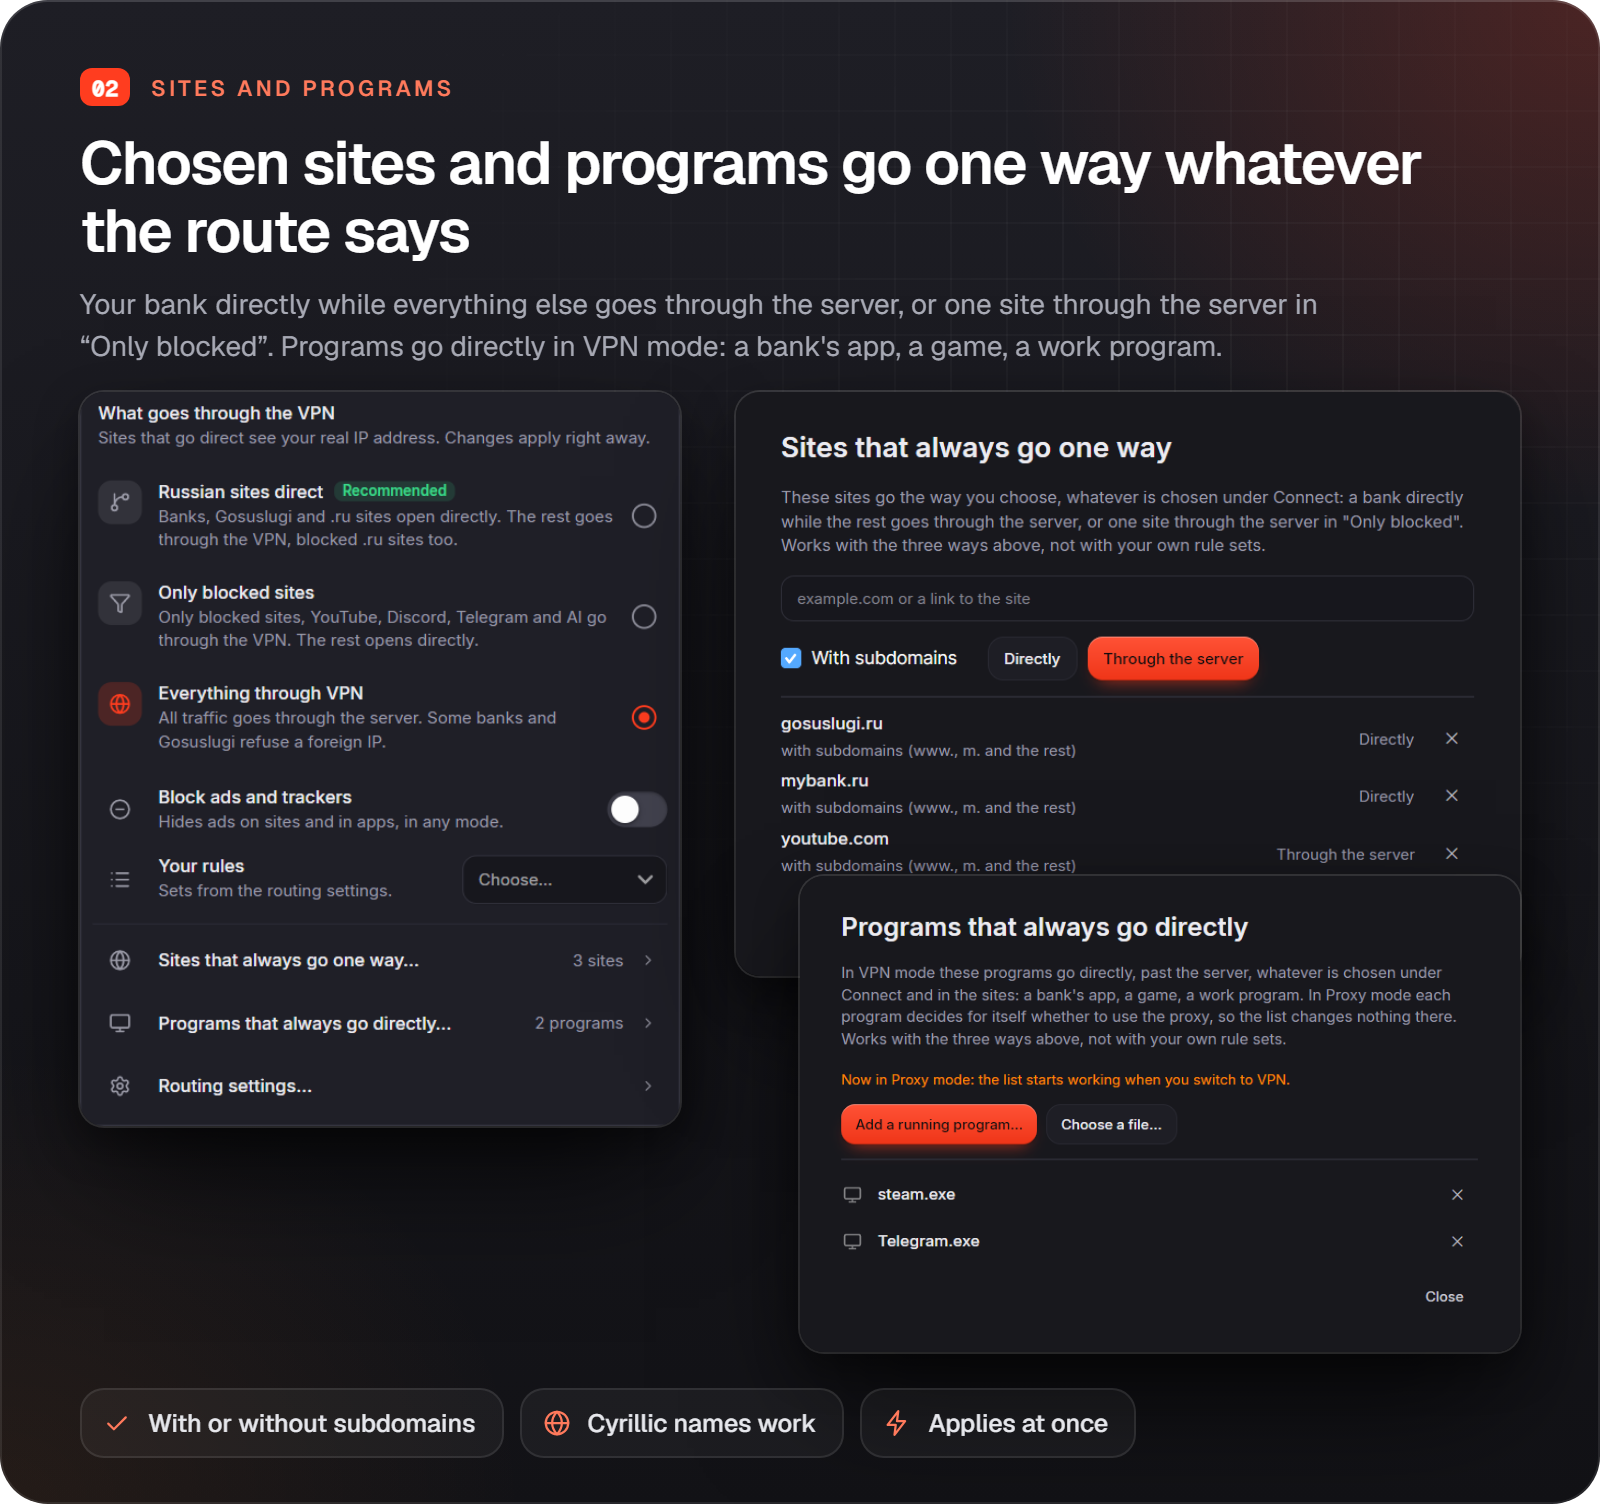 02 SITES AND PROGRAMS
Chosen sites and programs go one way whatever
the route says
Your bank directly while everything else goes through the server, or one site through the server in
“Only blocked”. Programs go directly in VPN mode: a bank's app, a game, a work program.
What goes through the VPN
Sites that go direct see your real IP address. Changes apply right away.
Russian sites direct Recommended
Banks, Gosuslugi and .ru sites open directly. The rest goes
through the VPN, blocked .ru sites too.
Only blocked sites
Only blocked sites, YouTube, Discord, Telegram and AI go
through the VPN. The rest opens directly.
Everything through VPN
All traffic goes through the server. Some banks and
Gosuslugi refuse a foreign IP.
Block ads and trackers
Hides ads on sites and in apps, in any mode.
Your rules
Sets from the routing settings.
Choose...
Sites that always go one way... 3 sites
Programs that always go directly... 2 programs
Routing settings...
Sites that always go one way
These sites go the way you choose, whatever is chosen under Connect: a bank directly
while the rest goes through the server, or one site through the server in "Only blocked".
Works with the three ways above, not with your own rule sets.
example.com or a link to the site
With subdomains Directly Through the server
gosuslugi.ru
with subdomains (www., m. and the rest)
Directly
mybank.ru
with subdomains (www., m. and the rest)
Directly
youtube.com
with subdomains (www., m. and the rest)
Through the server
Programs that always go directly
In VPN mode these programs go directly, past the server, whatever is chosen under
Connect and in the sites: a bank's app, a game, a work program. In Proxy mode each
program decides for itself whether to use the proxy, so the list changes nothing there.
Works with the three ways above, not with your own rule sets.
Now in Proxy mode: the list starts working when you switch to VPN.
Add a running program... Choose a file...
steam.exe
Telegram.exe
Close
With or without subdomains
Cyrillic names work
Applies at once